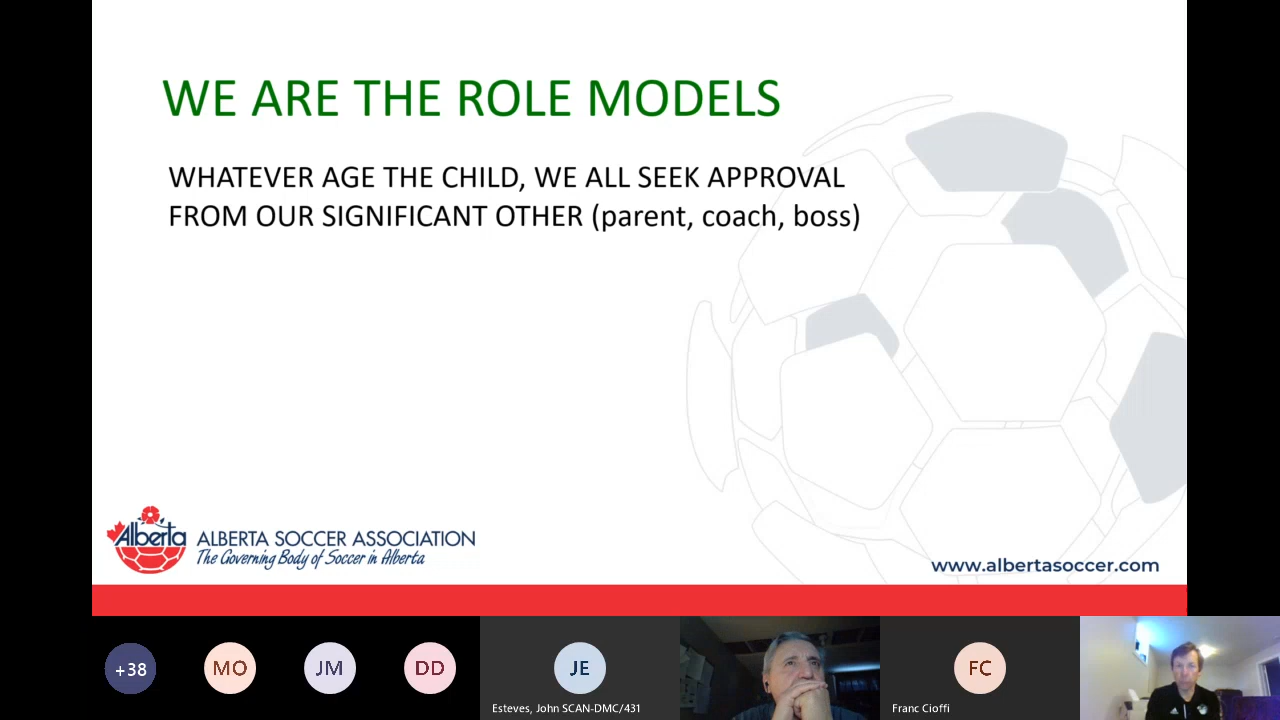 WE ARE THE ROLE MODELS
WHATEVER AGE THE CHILD, WE ALL SEEK APPROVAL
FROM OUR SIGNIFICANT OTHER (parent, coach, boss)
Alberta
ALBERTA SOCCER ASSOCIATION
The Governing Body of Soccer in Alberta
www.albertasoccer.com
+38
MO
JM
DD
JE
FC
Esteves, John SCAN-DMC/431
Franc Cioffi